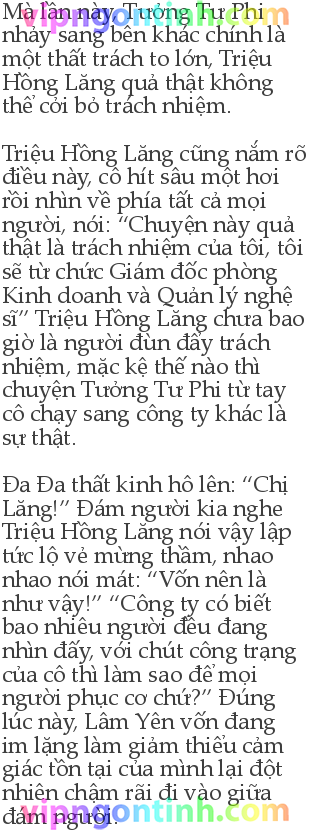 Mà lần này, Tưởng Tư Phi
nhảy sang bên khác chính là
một thất trách to lớn, Triệu
Hồng Lăng quả thật không
thể cởi bỏ trách nhiệm.
Triệu Hồng Lăng cũng nắm rõ
điều này, cô hít sâu một hơi
rồi nhìn về phía tất cả mọi
người, nói: “Chuyện này quả
thật là trách nhiệm của tôi, tôi
sẽ từ chức Giám đốc phòng
Kinh doanh và Quản lý nghệ
sĩ” Triệu Hồng Lăng chưa bao
giờ là người đùn đẩy trách
nhiệm, mặc kệ thế nào thì
chuyện Tưởng Tư Phi từ tay
cô chạy sang công ty khác là
sự thật.
Đa Đa thất kinh hô lên: “Chị
Lăng!” Đám người kia nghe
Triệu Hồng Lăng nói vậy lập
tức lộ vẻ mừng thầm, nhao
nhao nói mát: “Vốn nên là
như vậy!” “Công ty có biết
bao nhiêu người đều đang
nhìn đấy, với chút công trạng
của cô thì làm sao để mọi
người phục cơ chứ?” Đúng
lúc này, Lâm Yên vốn đang
im lặng làm giảm thiểu cảm
giác tồn tại của mình lại đột
nhiên chậm rãi đi vào giữa
đám người.
vipngontinh.com
vipngontinh.com